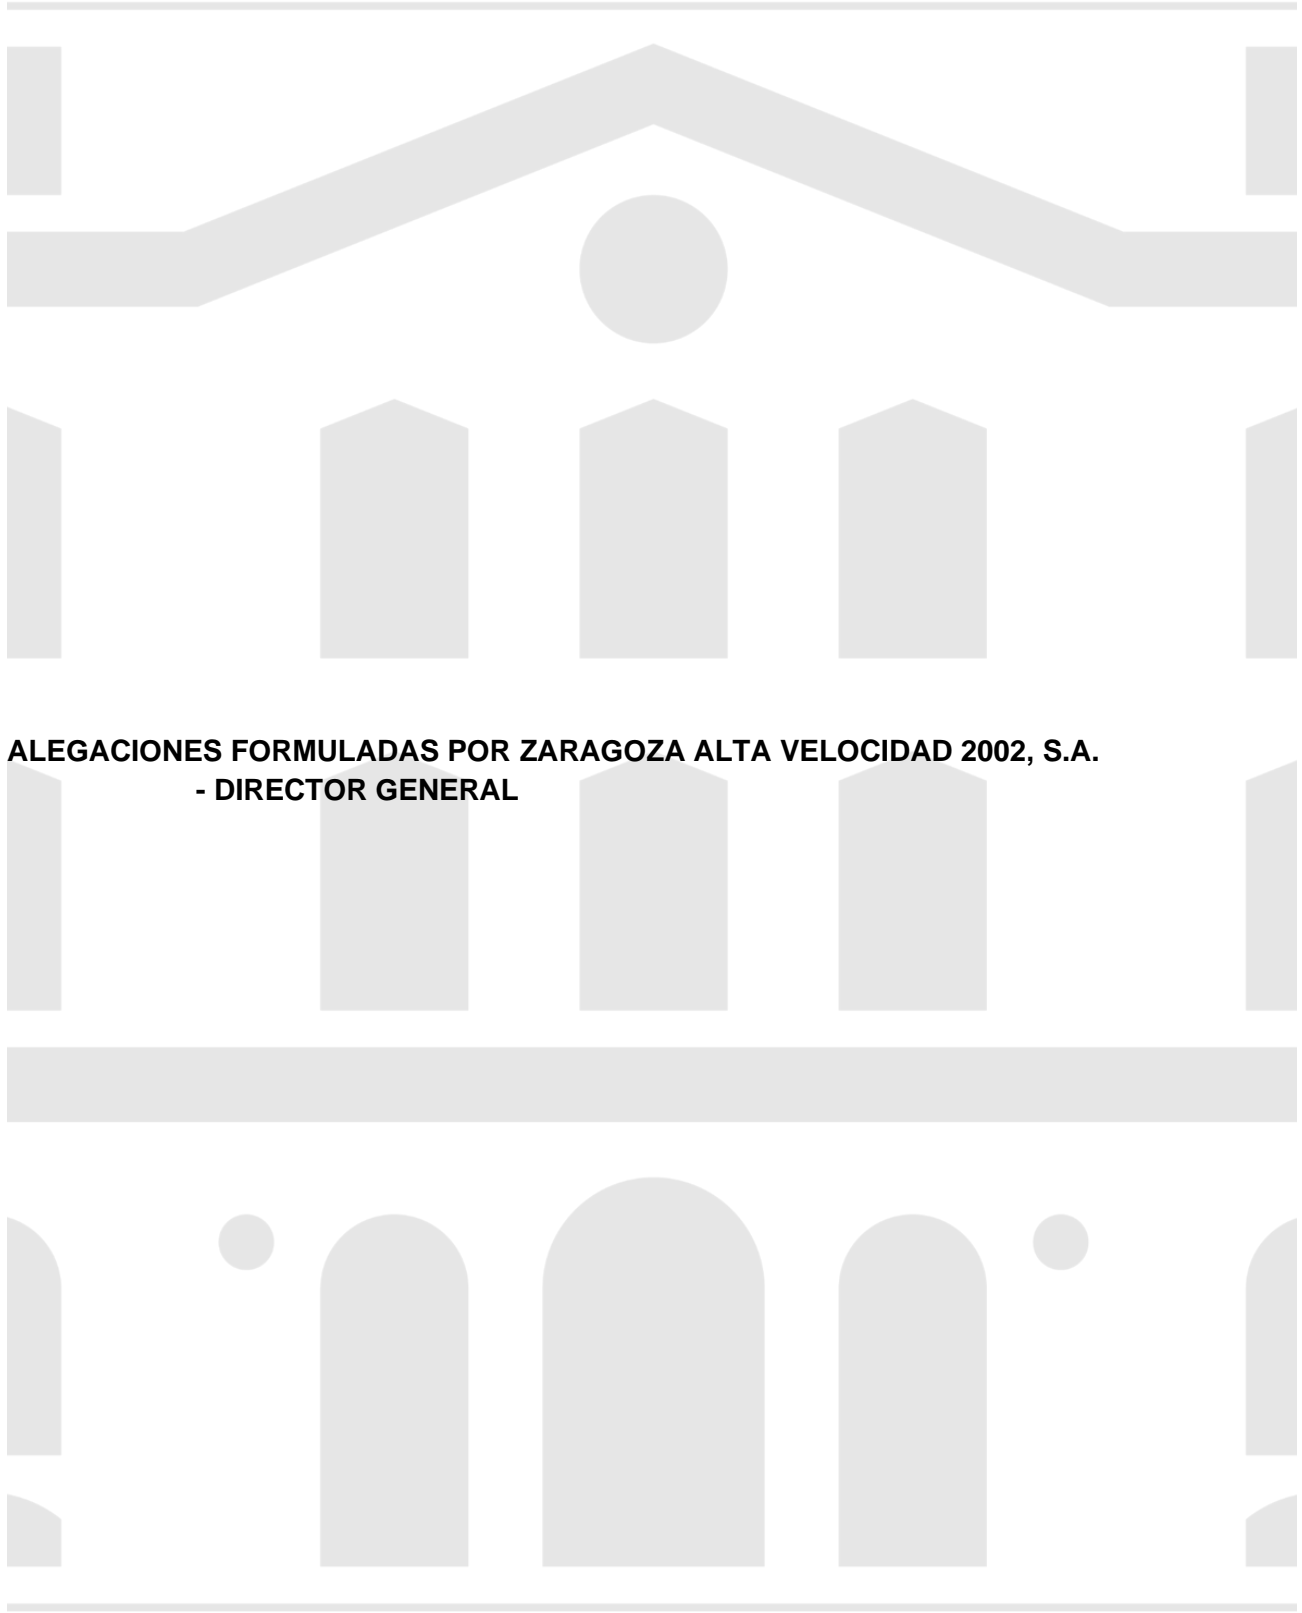 ALEGACIONES FORMULADAS POR ZARAGOZA ALTA VELOCIDAD 2002, S.A.
- DIRECTOR GENERAL